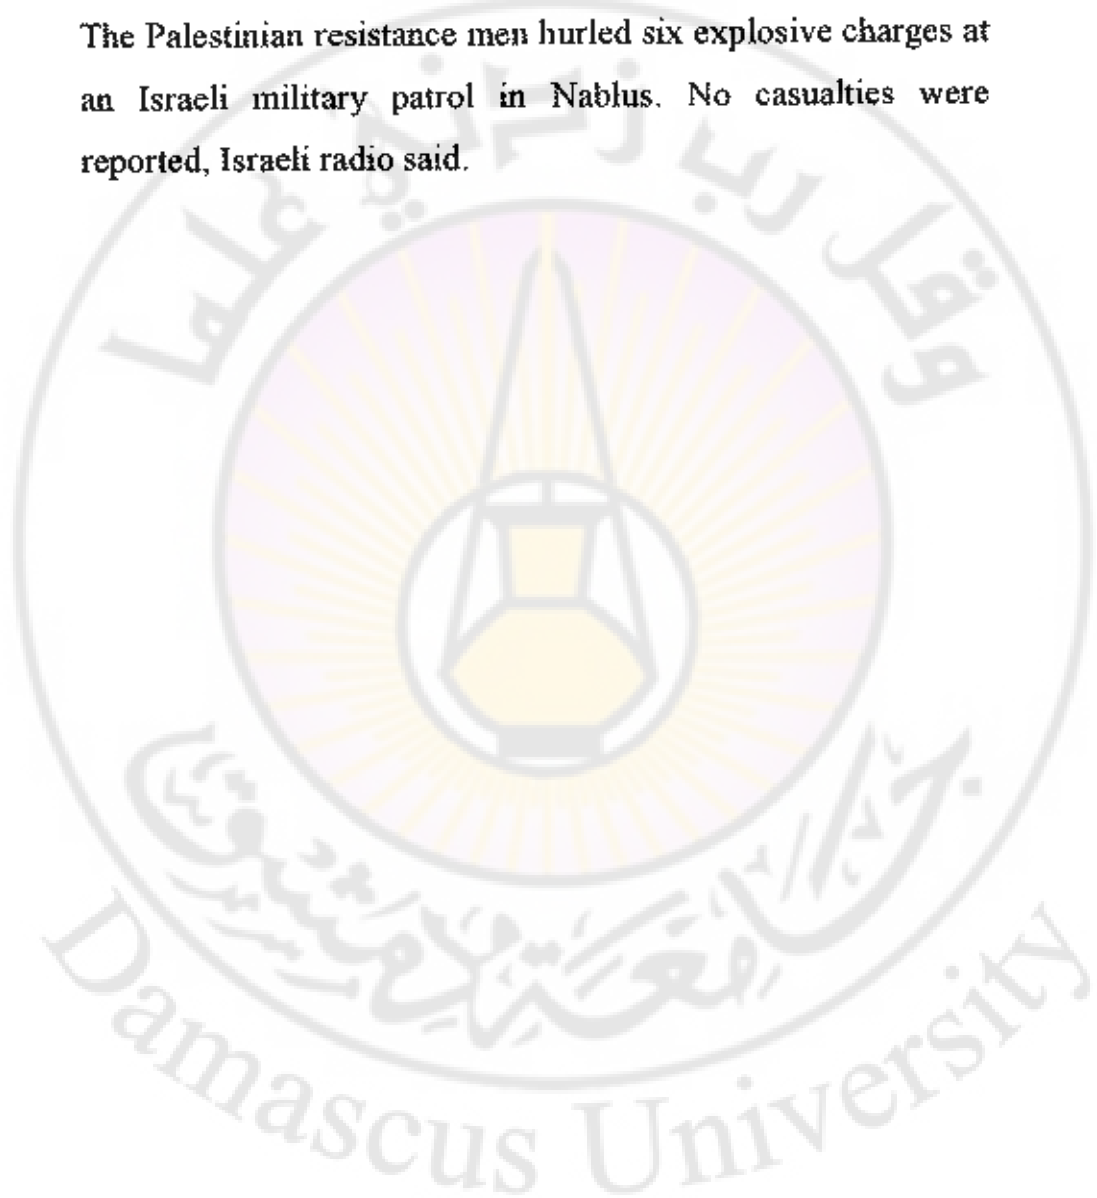 The Palestinian resistance men hurled six explosive charges at
an Israeli military patrol in Nablus. No casualties were
reported, Israeli radio said.
وقل رب زدني علما
جامعة دمشق
Damascus University